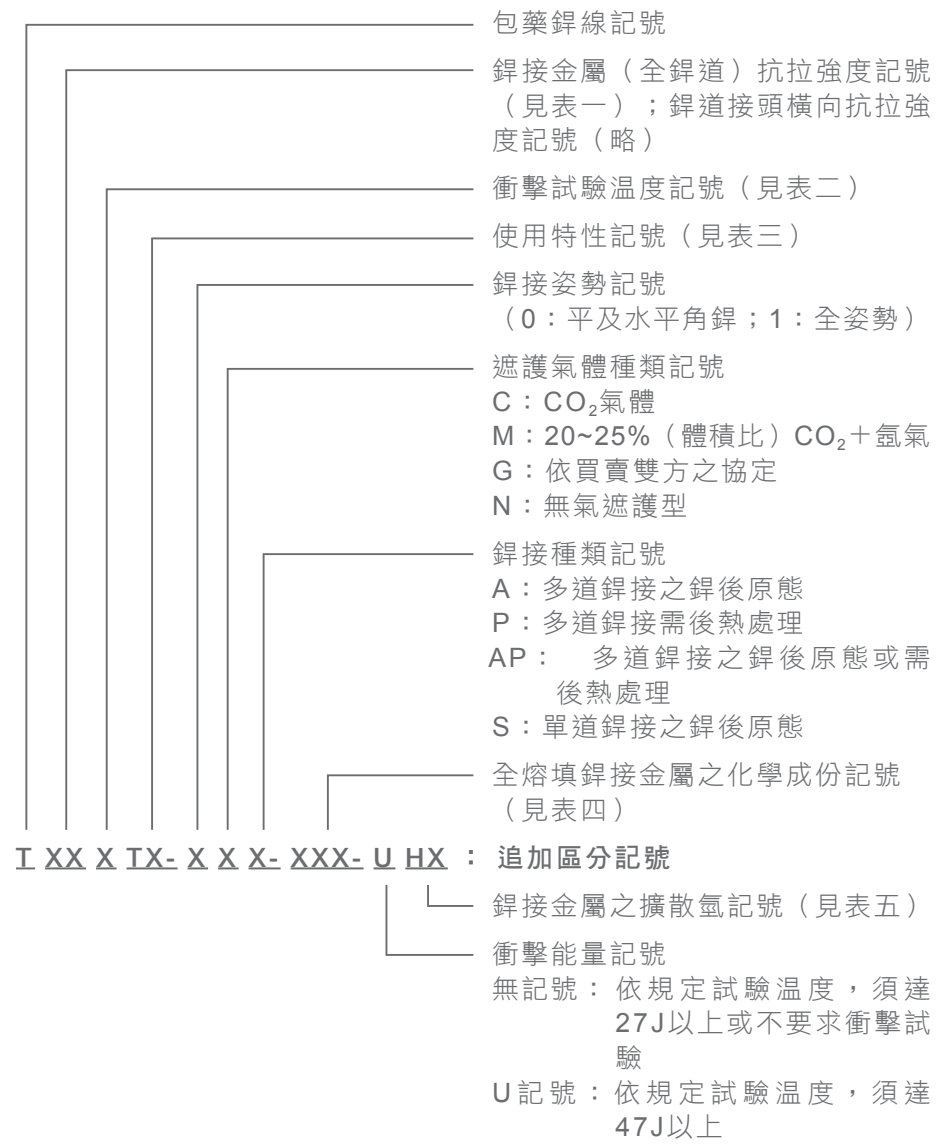 包藥銲線記號
銲接金屬（全銲道）抗拉強度記號
（見表一）；銲道接頭橫向抗拉強
度記號（略）
衝擊試驗温度記號（見表二）
使用特性記號（見表三）
銲接姿勢記號
（0：平及水平角銲；1：全姿勢）
遮護氣體種類記號
C：CO₂氣體
M：20~25%（體積比）CO₂＋氬氣
G：依買賣雙方之協定
N：無氣遮護型
銲接種類記號
A：多道銲接之銲後原態
P：多道銲接需後熱處理
AP： 多道銲接之銲後原態或需
後熱處理
S：單道銲接之銲後原態
全熔填銲接金屬之化學成份記號
（見表四）
T XX X TX- X X X- XXX- U HX ：追加區分記號
銲接金屬之擴散氫記號（見表五）
衝擊能量記號
無記號：依規定試驗温度，須達
27J以上或不要求衝擊試
驗
U記號：依規定試驗温度，須達
47J以上